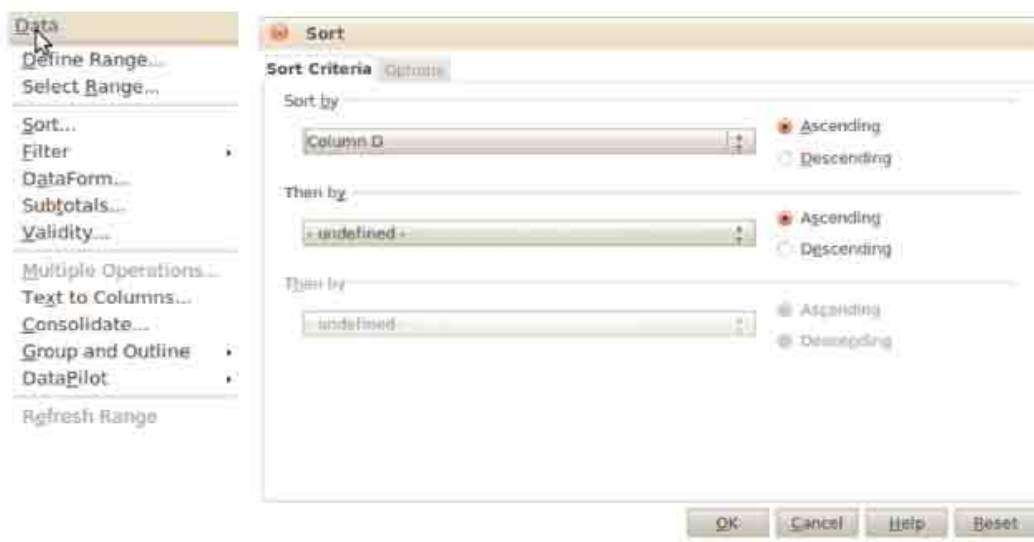 Data
Define Range...
Select Range...
Sort...
Filter
DataForm...
Subtotals...
Validity...
Multiple Operations...
Text to Columns...
Consolidate...
Group and Outline
DataPilot
Refresh Range
Sort
Sort Criteria Options
Sort by
Column D
Ascending
Descending
Then by
- undefined -
Ascending
Descending
Then by
- undefined -
Ascending
Descending
OK Cancel Help Reset